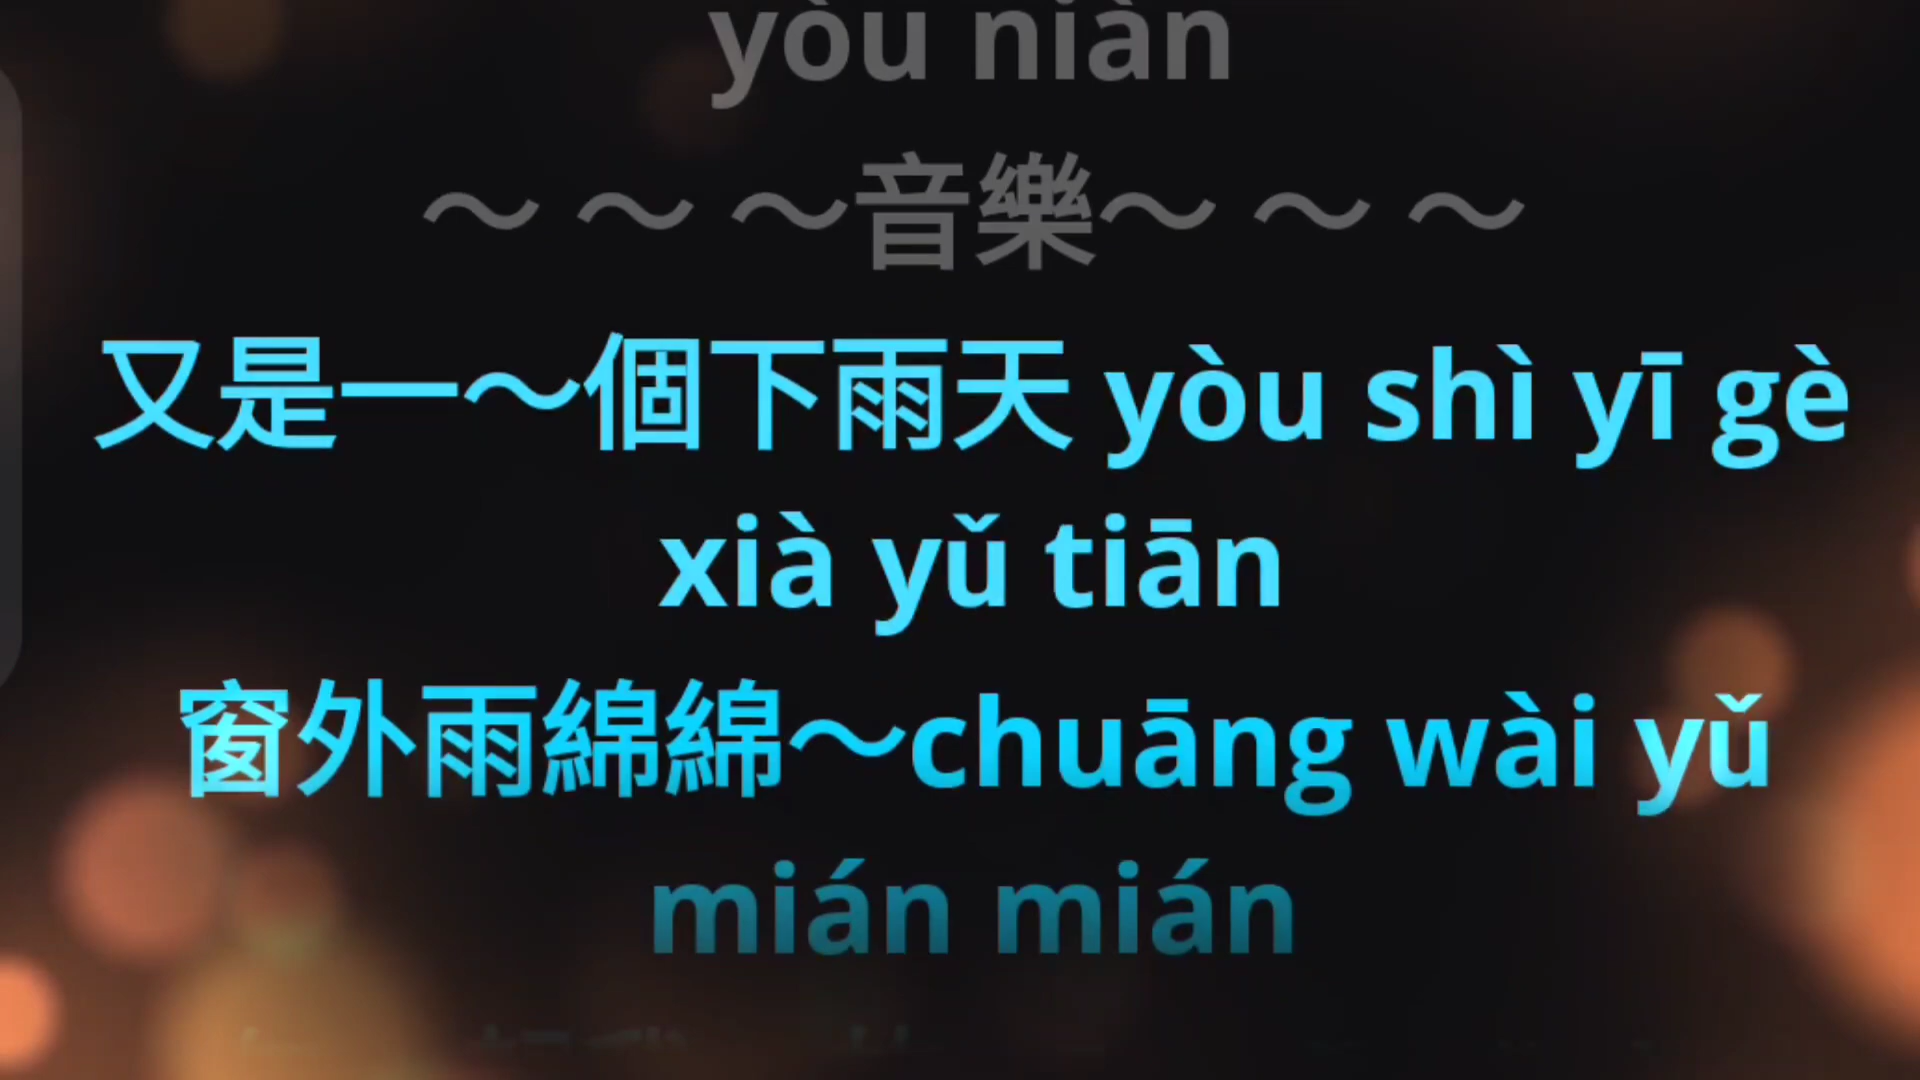 yòu niàn
～ ～ ～音樂～ ～ ～
又是一～個下雨天 yòu shì yī gè
xià yǔ tiān
窗外雨綿綿～chuāng wài yǔ
mián mián